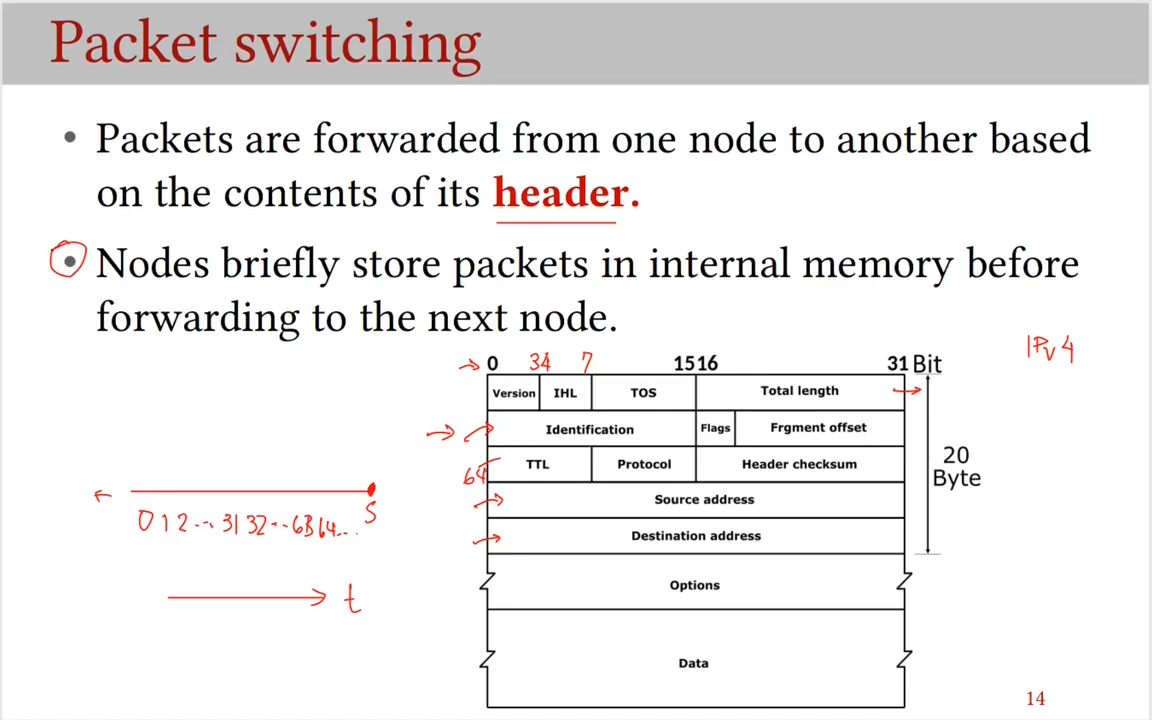 Packet switching
• Packets are forwarded from one node to another based
on the contents of its header.
• Nodes briefly store packets in internal memory before
forwarding to the next node.
IPv4
0 34 7 1516 31 Bit
Version IHL TOS Total length
Identification Flags Frgment offset
64 TTL Protocol Header checksum
20
Byte
Source address
0 1 2 ... 31 32 ... 63 64 ... S
Destination address
Options
t
Data
14